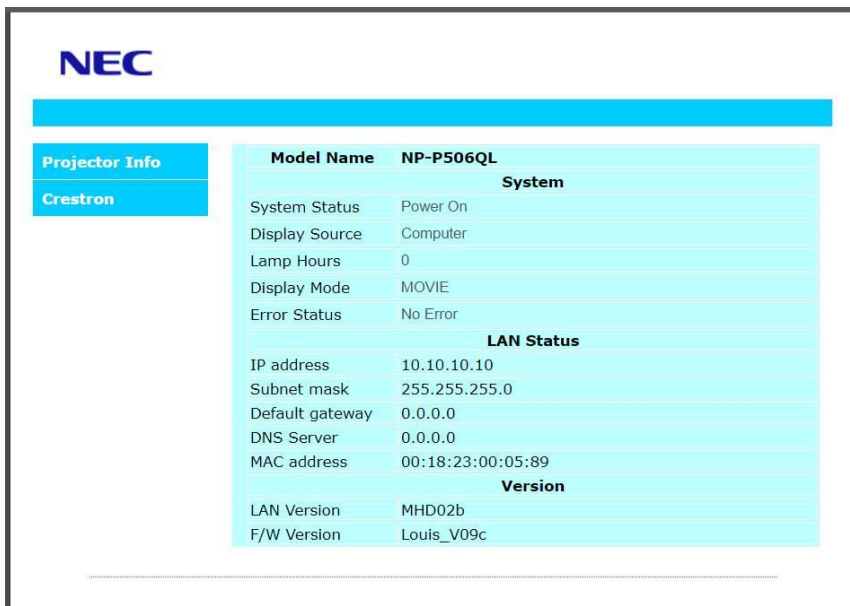 NEC
Projector Info
Crestron
Model Name NP-P506QL
System
System Status Power On
Display Source Computer
Lamp Hours 0
Display Mode MOVIE
Error Status No Error
LAN Status
IP address 10.10.10.10
Subnet mask 255.255.255.0
Default gateway 0.0.0.0
DNS Server 0.0.0.0
MAC address 00:18:23:00:05:89
Version
LAN Version MHD02b
F/W Version Louis_V09c